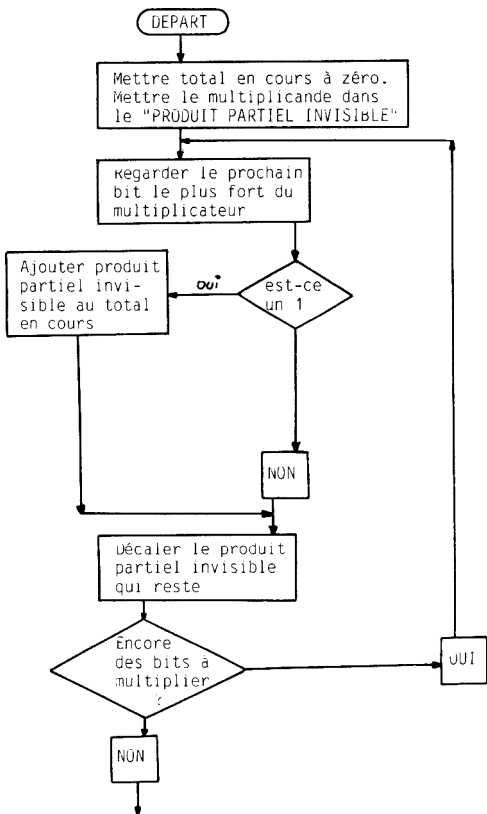 DEPART
Mettre total en cours à zéro.
Mettre le multiplicande dans
le "PRODUIT PARTIEL INVISIBLE"
Regarder le prochain
bit le plus fort du
multiplicateur
Ajouter produit
partiel invi-
sible au total
en cours
oui
est-ce
un 1
NON
Décaler le produit
partiel invisible
qui reste
Encore
des bits à
multiplier
?
OUI
NON